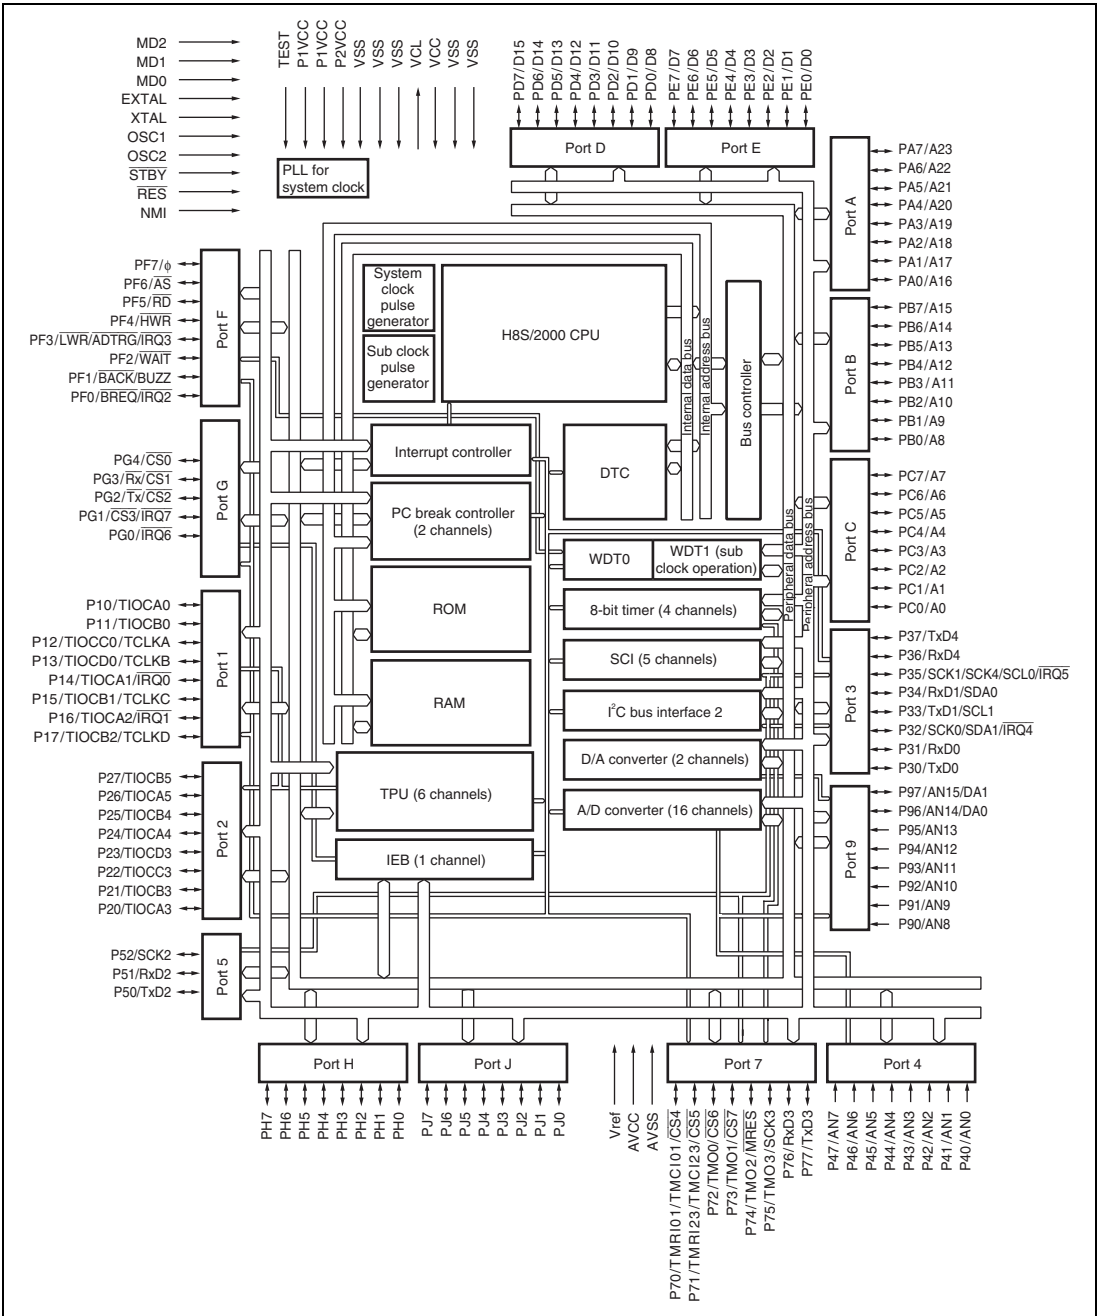 MD2
MD1
MD0
EXTAL
XTAL
OSC1
OSC2
STBY
RES
NMI
TEST
P1VCC
P1VCC
P2VCC
VSS
VSS
VSS
VCL
VCC
VSS
VSS
PLL for
system clock
PD7/D15
PD6/D14
PD5/D13
PD4/D12
PD3/D11
PD2/D10
PD1/D9
PD0/D8
PE7/D7
PE6/D6
PE5/D5
PE4/D4
PE3/D3
PE2/D2
PE1/D1
PE0/D0
Port D
Port E
PA7/A23
PA6/A22
PA5/A21
PA4/A20
PA3/A19
PA2/A18
PA1/A17
PA0/A16
Port A
PB7/A15
PB6/A14
PB5/A13
PB4/A12
PB3/A11
PB2/A10
PB1/A9
PB0/A8
Port B
PC7/A7
PC6/A6
PC5/A5
PC4/A4
PC3/A3
PC2/A2
PC1/A1
PC0/A0
Port C
P37/TxD4
P36/RxD4
P35/SCK1/SCK4/SCL0/IRQ5
P34/RxD1/SDA0
P33/TxD1/SCL1
P32/SCK0/SDA1/IRQ4
P31/RxD0
P30/TxD0
Port 3
P97/AN15/DA1
P96/AN14/DA0
P95/AN13
P94/AN12
P93/AN11
P92/AN10
P91/AN9
P90/AN8
Port 9
PF7/ϕ
PF6/AS
PF5/RD
PF4/HWR
PF3/LWR/ADTRG/IRQ3
PF2/WAIT
PF1/BACK/BUZZ
PF0/BREQ/IRQ2
Port F
PG4/CS0
PG3/Rx/CS1
PG2/Tx/CS2
PG1/CS3/IRQ7
PG0/IRQ6
Port G
P10/TIOCA0
P11/TIOCB0
P12/TIOCC0/TCLKA
P13/TIOCD0/TCLKB
P14/TIOCA1/IRQ0
P15/TIOCB1/TCLKC
P16/TIOCA2/IRQ1
P17/TIOCB2/TCLKD
Port 1
P27/TIOCB5
P26/TIOCA5
P25/TIOCB4
P24/TIOCA4
P23/TIOCD3
P22/TIOCC3
P21/TIOCB3
P20/TIOCA3
Port 2
P52/SCK2
P51/RxD2
P50/TxD2
Port 5
System
clock
pulse
generator
Sub clock
pulse
generator
H8S/2000 CPU
Internal data bus
Internal address bus
Bus controller
Interrupt controller
PC break controller
(2 channels)
DTC
ROM
RAM
TPU (6 channels)
IEB (1 channel)
WDT0
WDT1 (sub
clock operation)
8-bit timer (4 channels)
SCI (5 channels)
I2C bus interface 2
D/A converter (2 channels)
A/D converter (16 channels)
Peripheral data bus
Peripheral address bus
Port H
Port J
Port 7
Port 4
PH7
PH6
PH5
PH4
PH3
PH2
PH1
PH0
PJ7
PJ6
PJ5
PJ4
PJ3
PJ2
PJ1
PJ0
Vref
AVCC
AVSS
P70/TMRI01/TMCI01/CS4
P71/TMRI23/TMCI23/CS5
P72/TMO0/CS6
P73/TMO1/CS7
P74/TMO2/MRES
P75/TMO3/SCK3
P76/RxD3
P77/TxD3
P47/AN7
P46/AN6
P45/AN5
P44/AN4
P43/AN3
P42/AN2
P41/AN1
P40/AN0